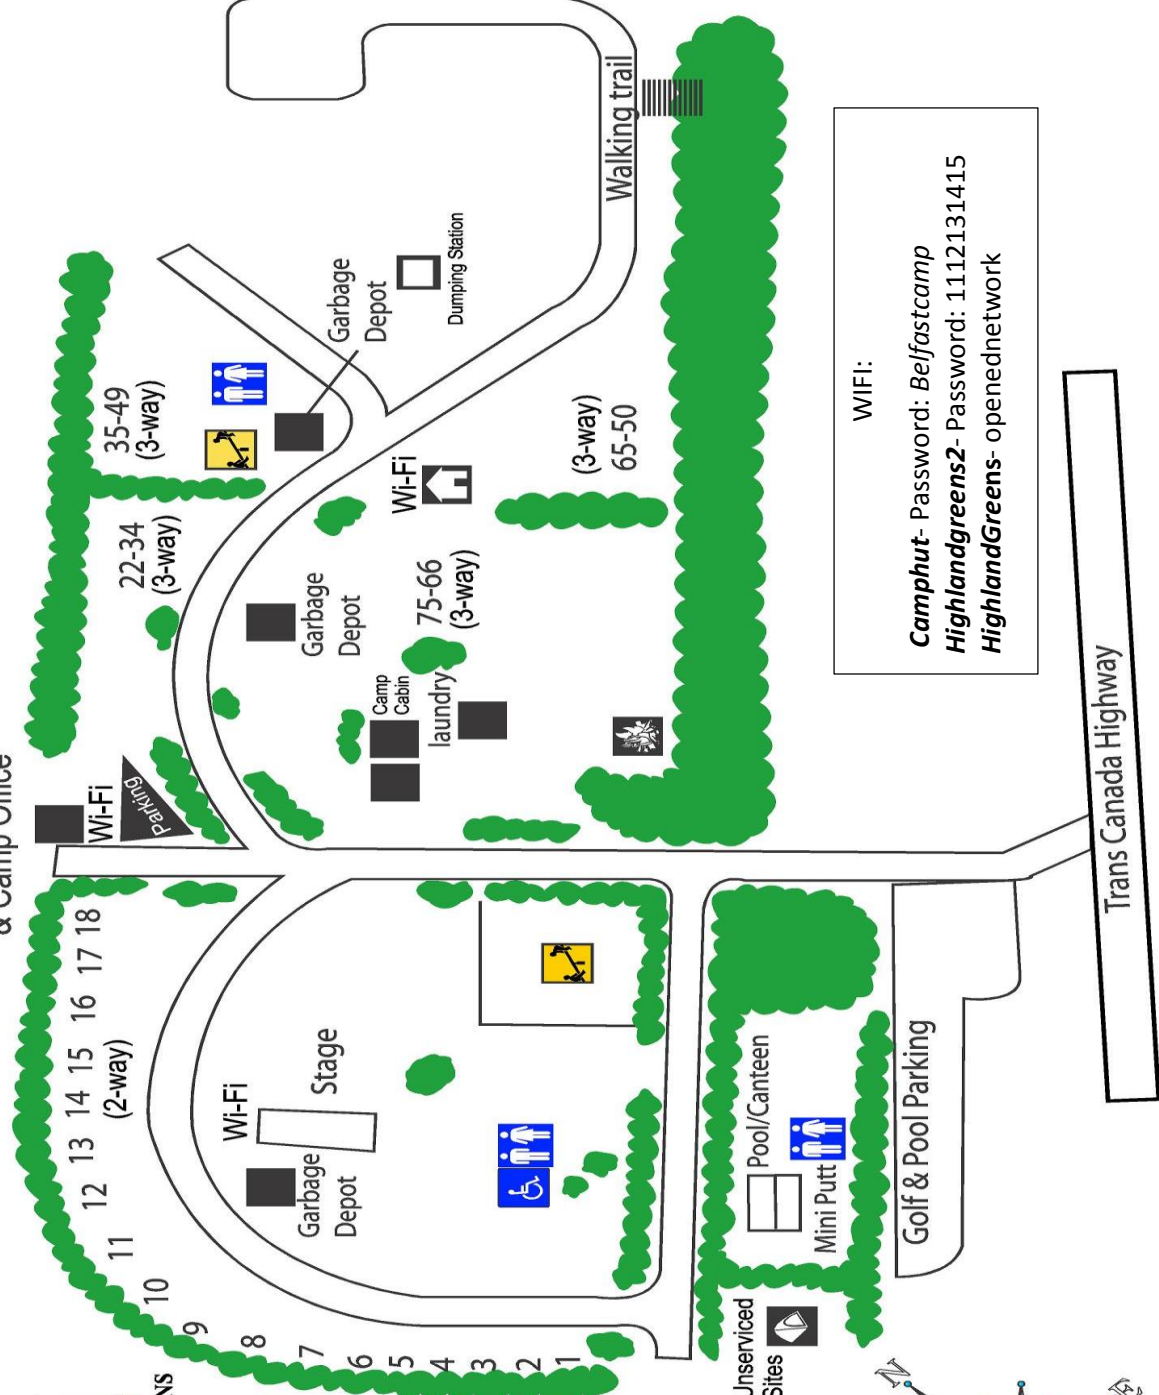 & Camp Office
Wi-Fi
Parking
22-34
(3-way)
35-49
(3-way)
Garbage
Depot
Dumping Station
Walking trail
Garbage
Depot
Wi-Fi
75-66
(3-way)
(3-way)
65-50
Camp
Cabin
laundry
1
2
3
4
5
6
7
8
9
10
11
12
13
14
15
16
17
18
(2-way)
Wi-Fi
Stage
Garbage
Depot
Pool/Canteen
Mini Putt
Golf & Pool Parking
Unserviced
Sites
Trans Canada Highway
WIFI:
Camphut- Password: Belfastcamp
Highlandgreens2- Password: 1112131415
HighlandGreens- openednetwork
N